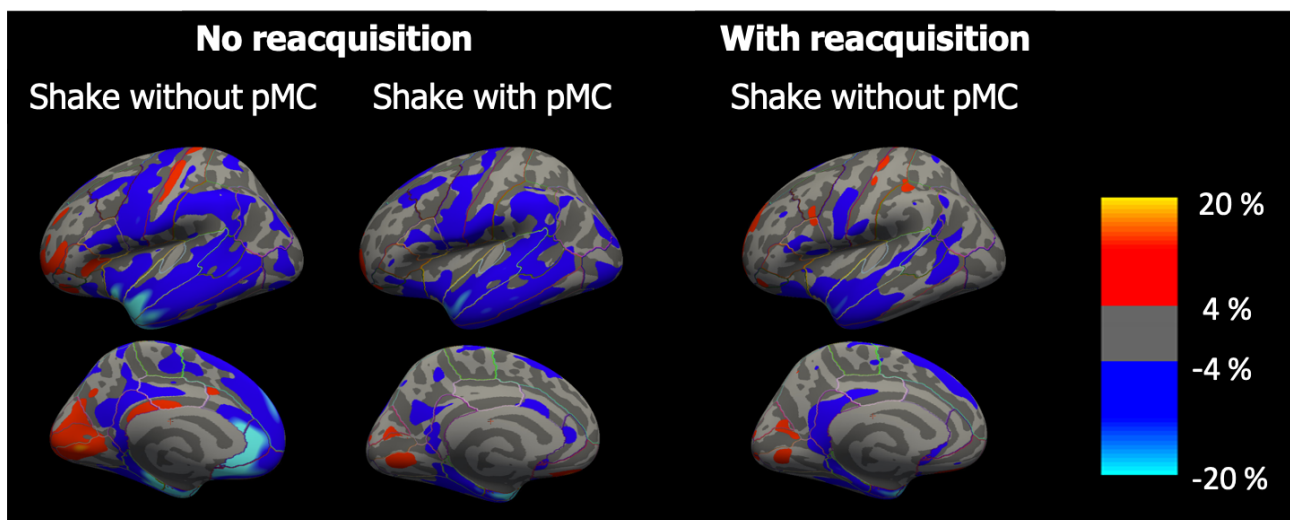 No reacquisition
With reacquisition
Shake without pMC
Shake with pMC
Shake without pMC
20 %
4 %
-4 %
-20 %